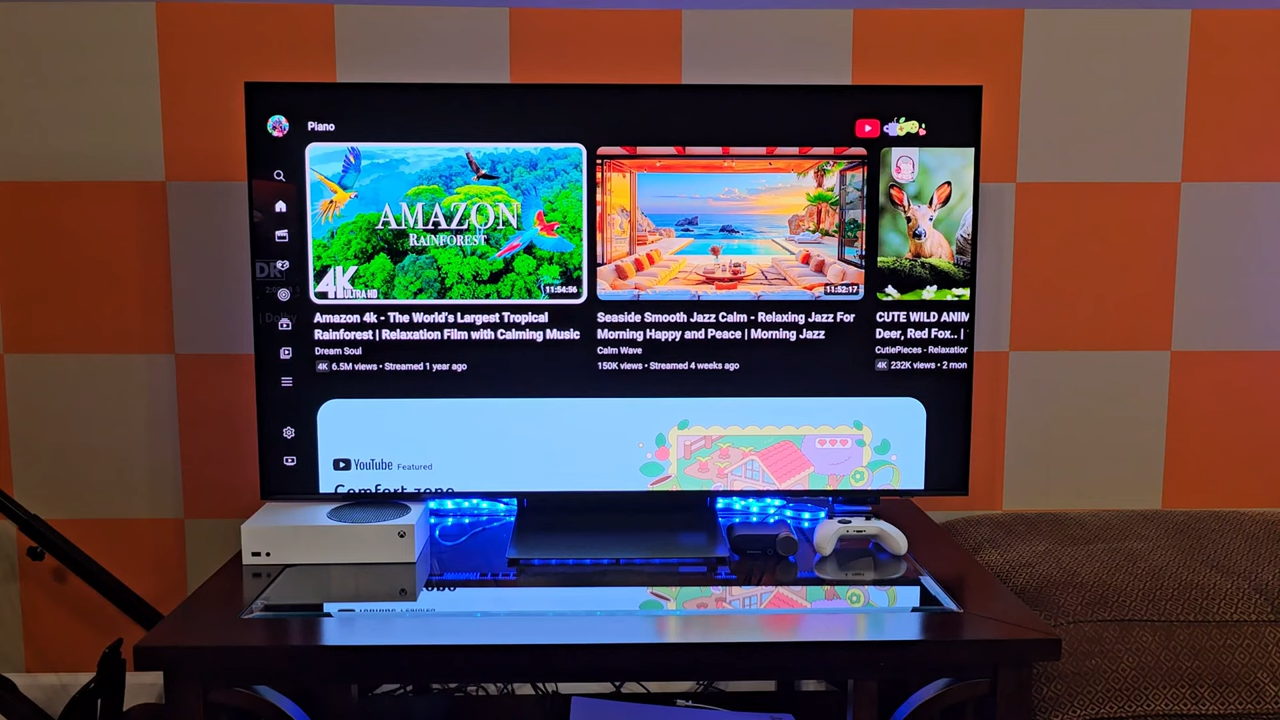 Piano
AMAZON
RAINFOREST
4K
ULTRA HD
11:54:56
11:52:17
Amazon 4k - The World's Largest Tropical
Rainforest | Relaxation Film with Calming Music
Dream Soul
4K 6.5M views • Streamed 1 year ago
Seaside Smooth Jazz Calm - Relaxing Jazz For
Morning Happy and Peace | Morning Jazz
Calm Wave
150K views • Streamed 4 weeks ago
CUTE WILD ANIM
Deer, Red Fox.. |
CutiePieces - Relaxation
4K 232K views • 2 mon
YouTube Featured
Comfort zone